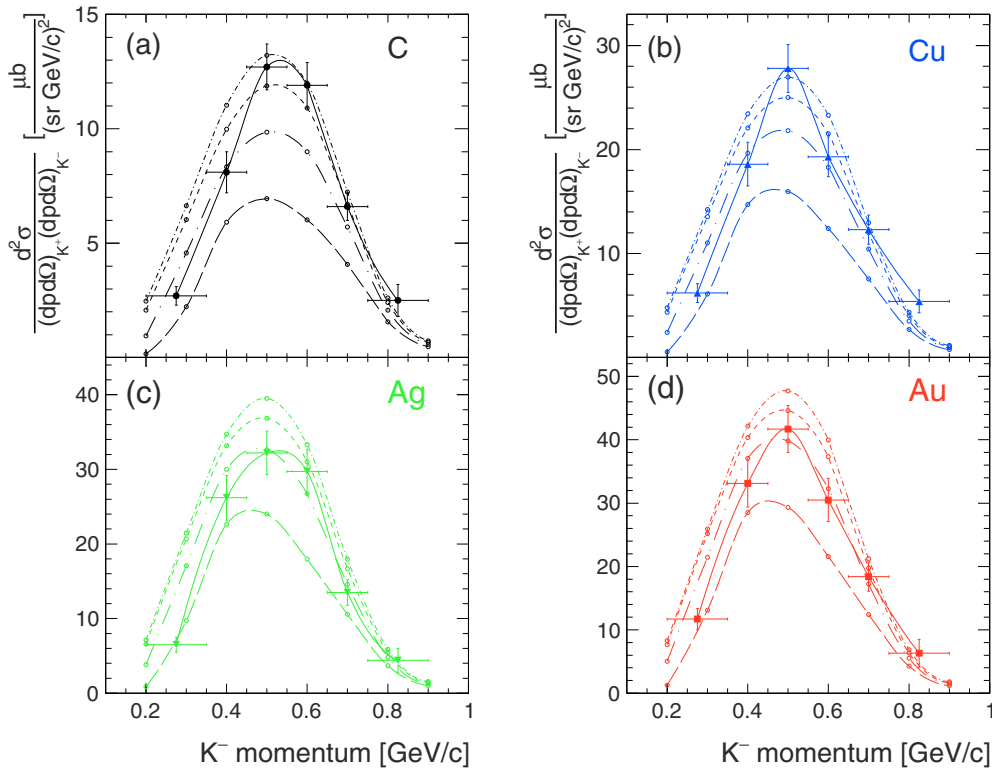 (a)
C
d²σ
(dpdΩ)K⁺(dpdΩ)K⁻
[
μb
(sr GeV/c)²
]
15
10
5
(b)
Cu
d²σ
(dpdΩ)K⁺(dpdΩ)K⁻
[
μb
(sr GeV/c)²
]
30
20
10
(c)
Ag
40
30
20
10
0
0.2 0.4 0.6 0.8 1
K⁻ momentum [GeV/c]
(d)
Au
50
40
30
20
10
0
0.2 0.4 0.6 0.8 1
K⁻ momentum [GeV/c]